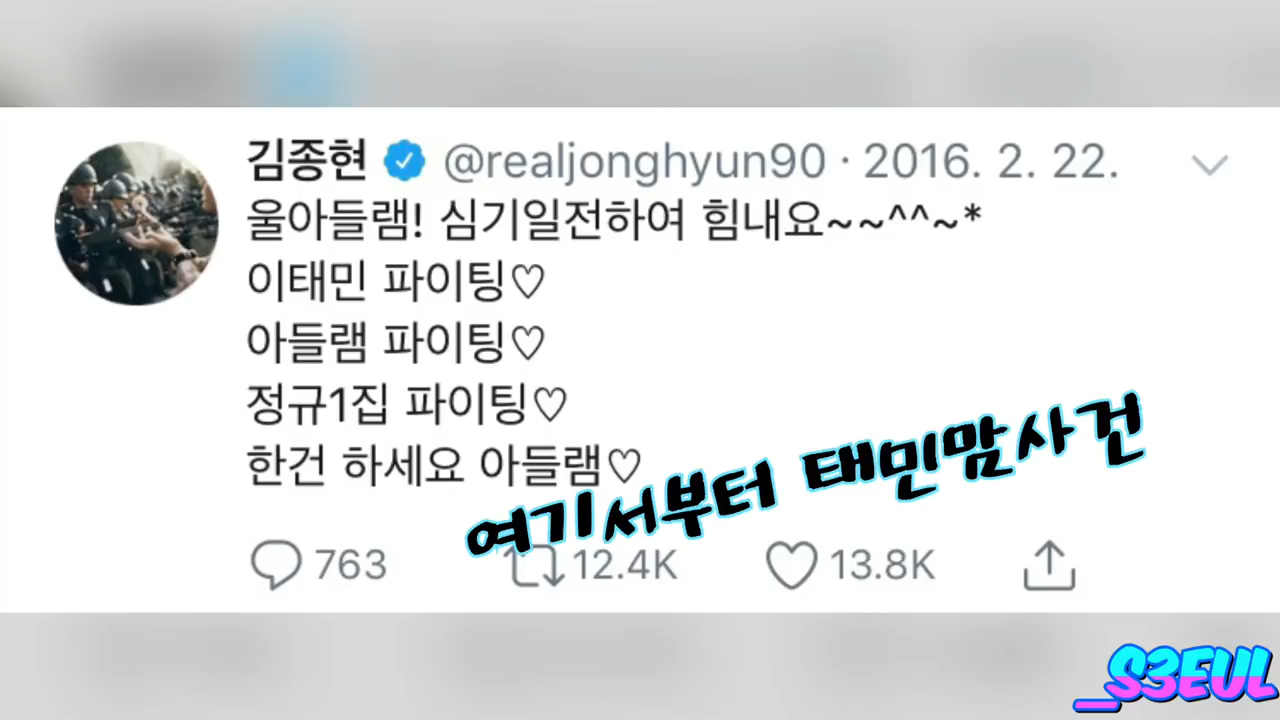 김종현 @realjonghyun90 · 2016. 2. 22.
울아들램! 심기일전하여 힘내요~~^^~*
이태민 파이팅♡
아들램 파이팅♡
정규1집 파이팅♡
한건 하세요 아들램♡
여기서부터 태민맘사건
763 12.4K 13.8K
_S3EUL